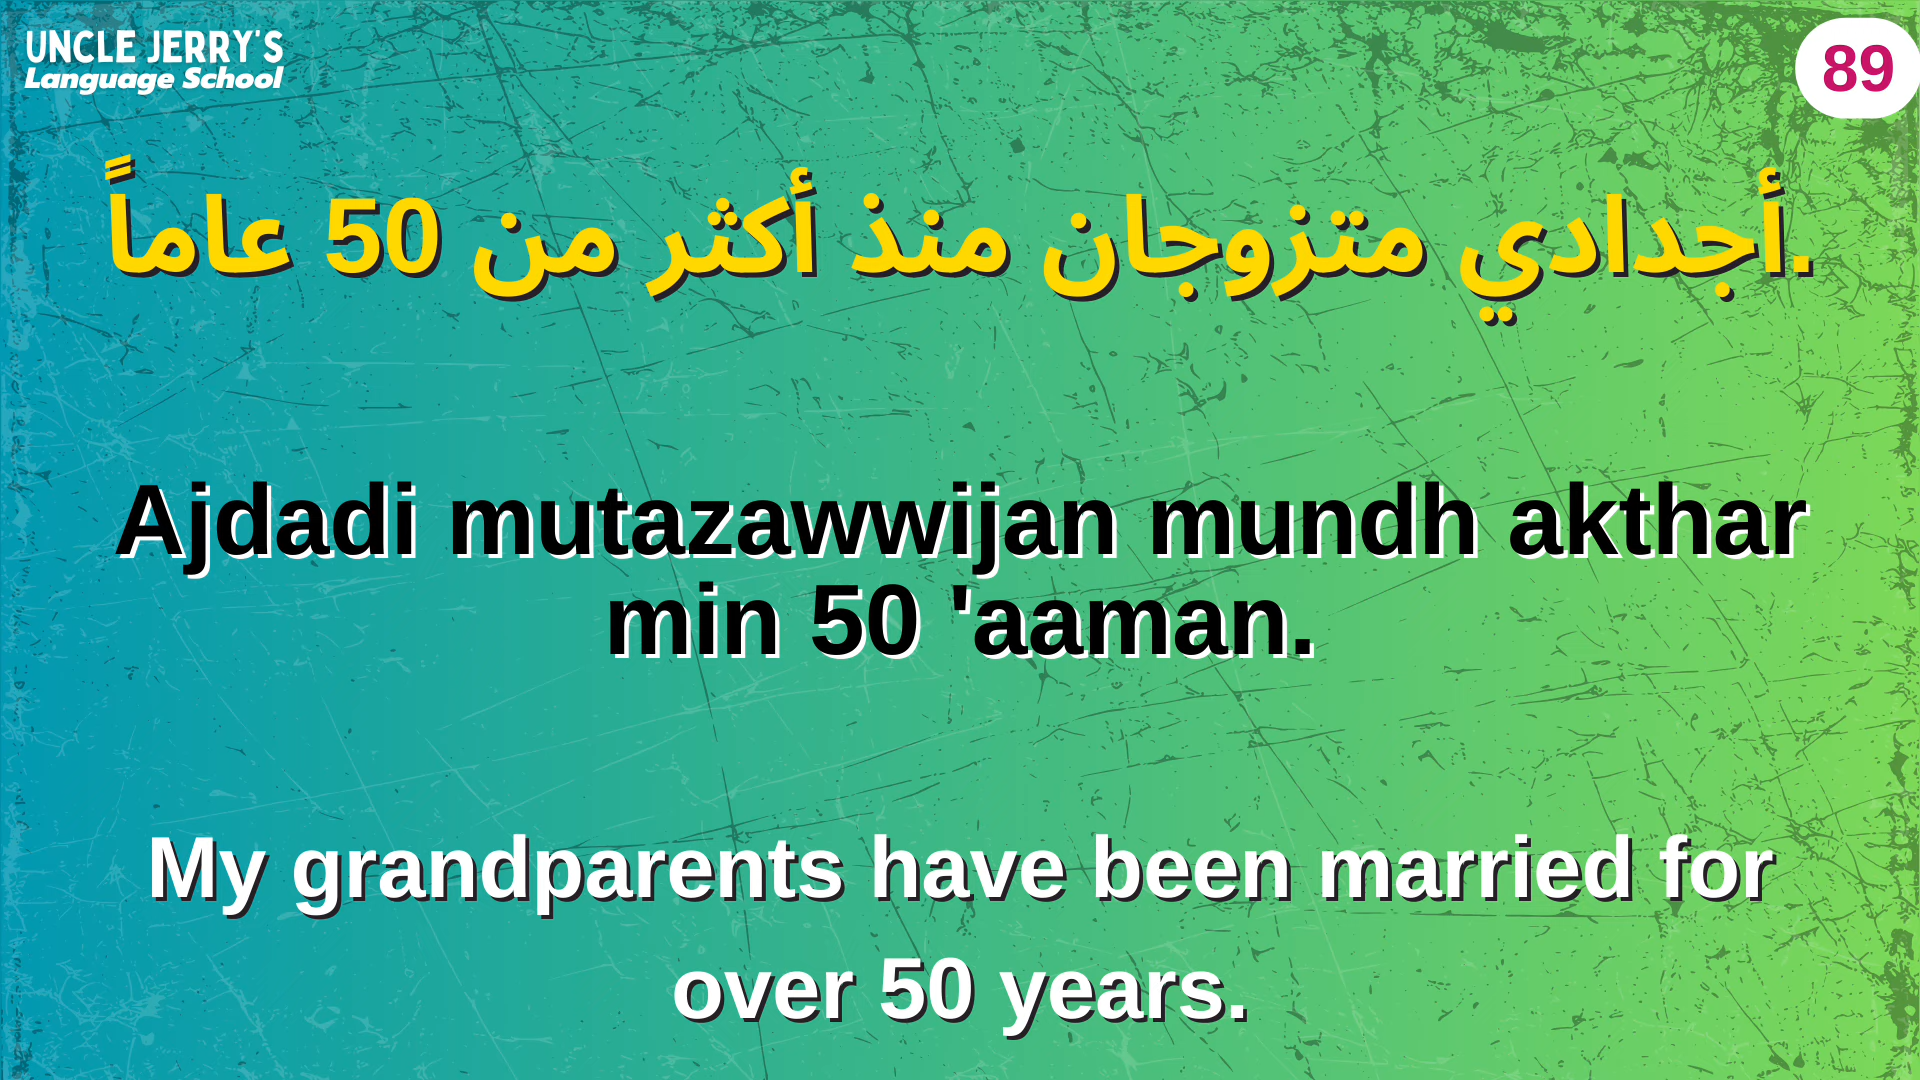 UNCLE JERRY'S
Language School
89
أجدادي متزوجان منذ أكثر من 50 عاماً.
Ajdadi mutazawwijan mundh akthar
min 50 'aaman.
My grandparents have been married for
over 50 years.